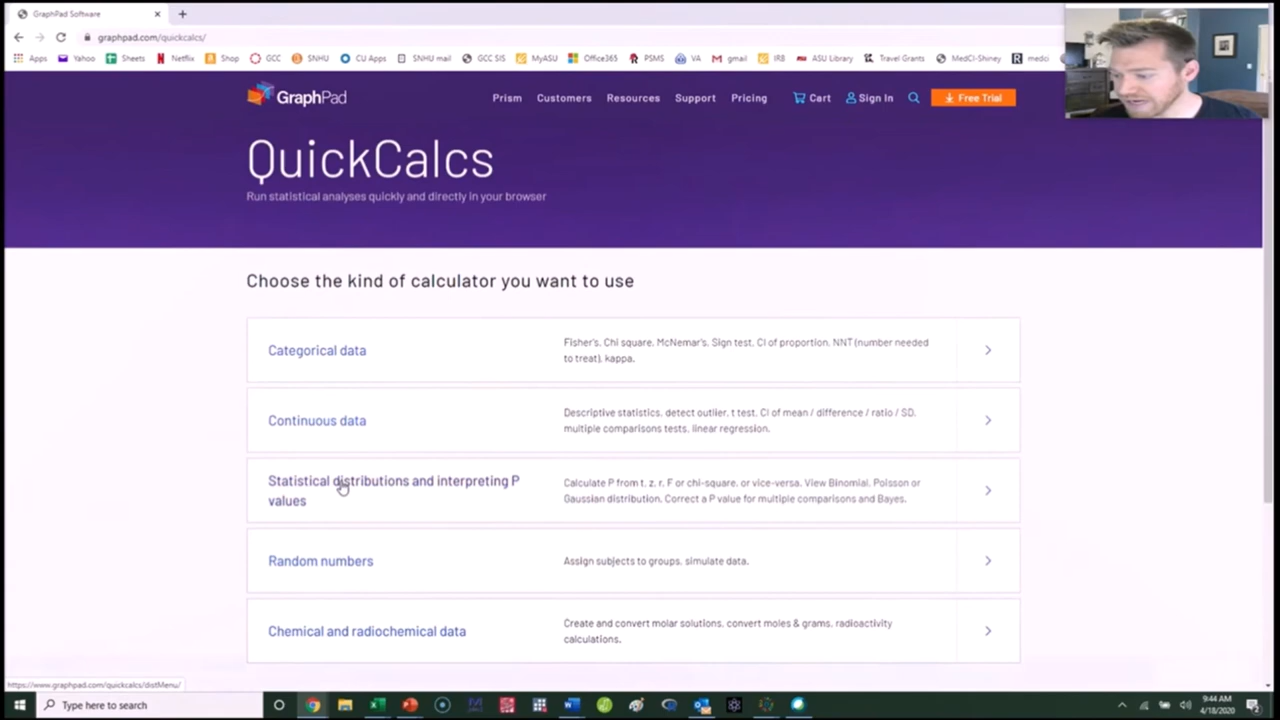 GraphPad Software
graphpad.com/quickcalcs/
Apps Yahoo Sheets Netflix Shop GCC SNHU CU Apps SNHU mail GCC SIS MyASU Office365 PSMS VA gmail IRB ASU Library Travel Grants MedCI-Shiney medci
GraphPad Prism Customers Resources Support Pricing Cart Sign In Free Trial
QuickCalcs
Run statistical analyses quickly and directly in your browser
Choose the kind of calculator you want to use
Categorical data
Fisher's, Chi square, McNemar's, Sign test, CI of proportion, NNT (number needed
to treat), kappa.
Continuous data
Descriptive statistics, detect outlier, t test, CI of mean / difference / ratio / SD,
multiple comparisons tests, linear regression.
Statistical distributions and interpreting P
values
Calculate P from t, z, r, F or chi-square, or vice-versa. View Binomial, Poisson or
Gaussian distribution. Correct a P value for multiple comparisons and Bayes.
Random numbers
Assign subjects to groups, simulate data.
Chemical and radiochemical data
Create and convert molar solutions, convert moles & grams, radioactivity
calculations.
https://www.graphpad.com/quickcalcs/distMenu/
Type here to search
9:44 AM
4/18/2020